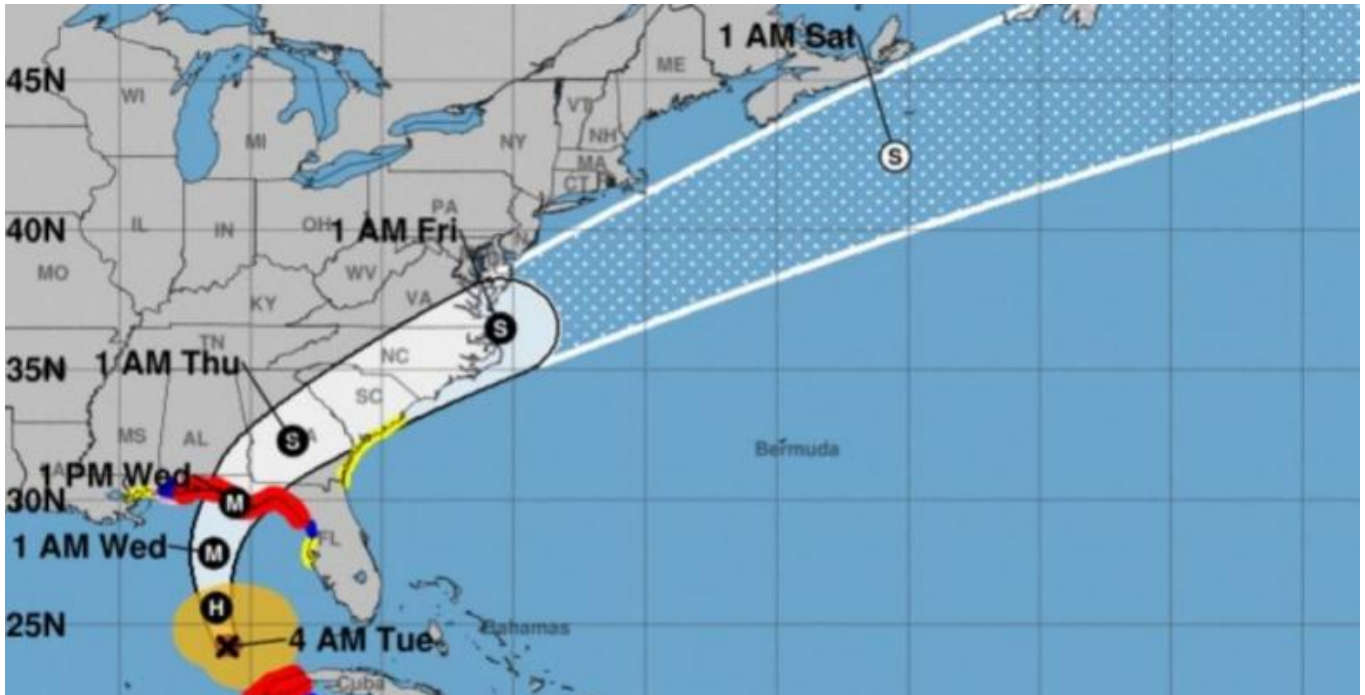 1 AM Sat
ME
45N
WI
VT
MI
NY
NH
MA
CT
PA
40N
IL
IN
OH
1 AM Fri
MO
WV
VA
KY
S
S
TN
NC
35N
1 AM Thu
SC
MS
AL
S
Bermuda
1 PM Wed
30N
M
FL
1 AM Wed
M
H
25N
4 AM Tue
Bahamas
Cuba